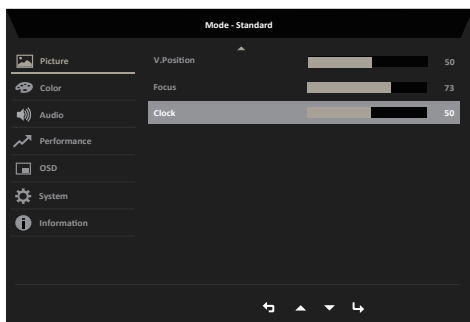 Mode - Standard
Picture
V.Position 50
Color
Focus 73
Audio
Clock 50
Performance
OSD
System
Information